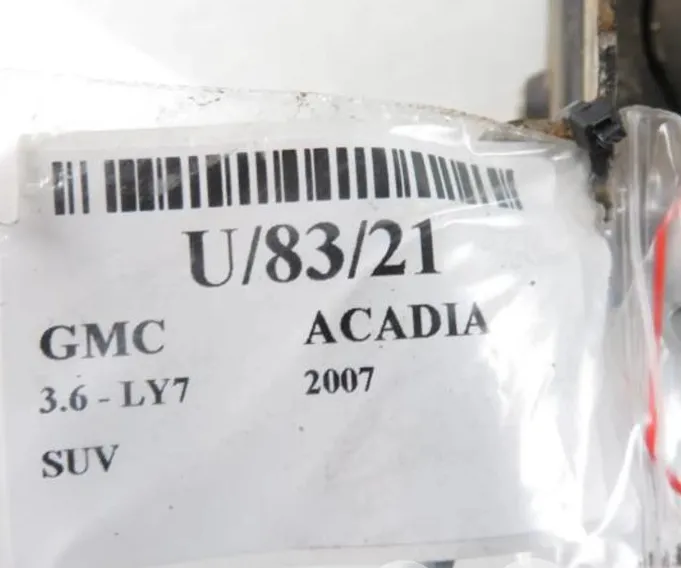 U/83/21
GMC ACADIA
3.6 - LY7 2007
SUV